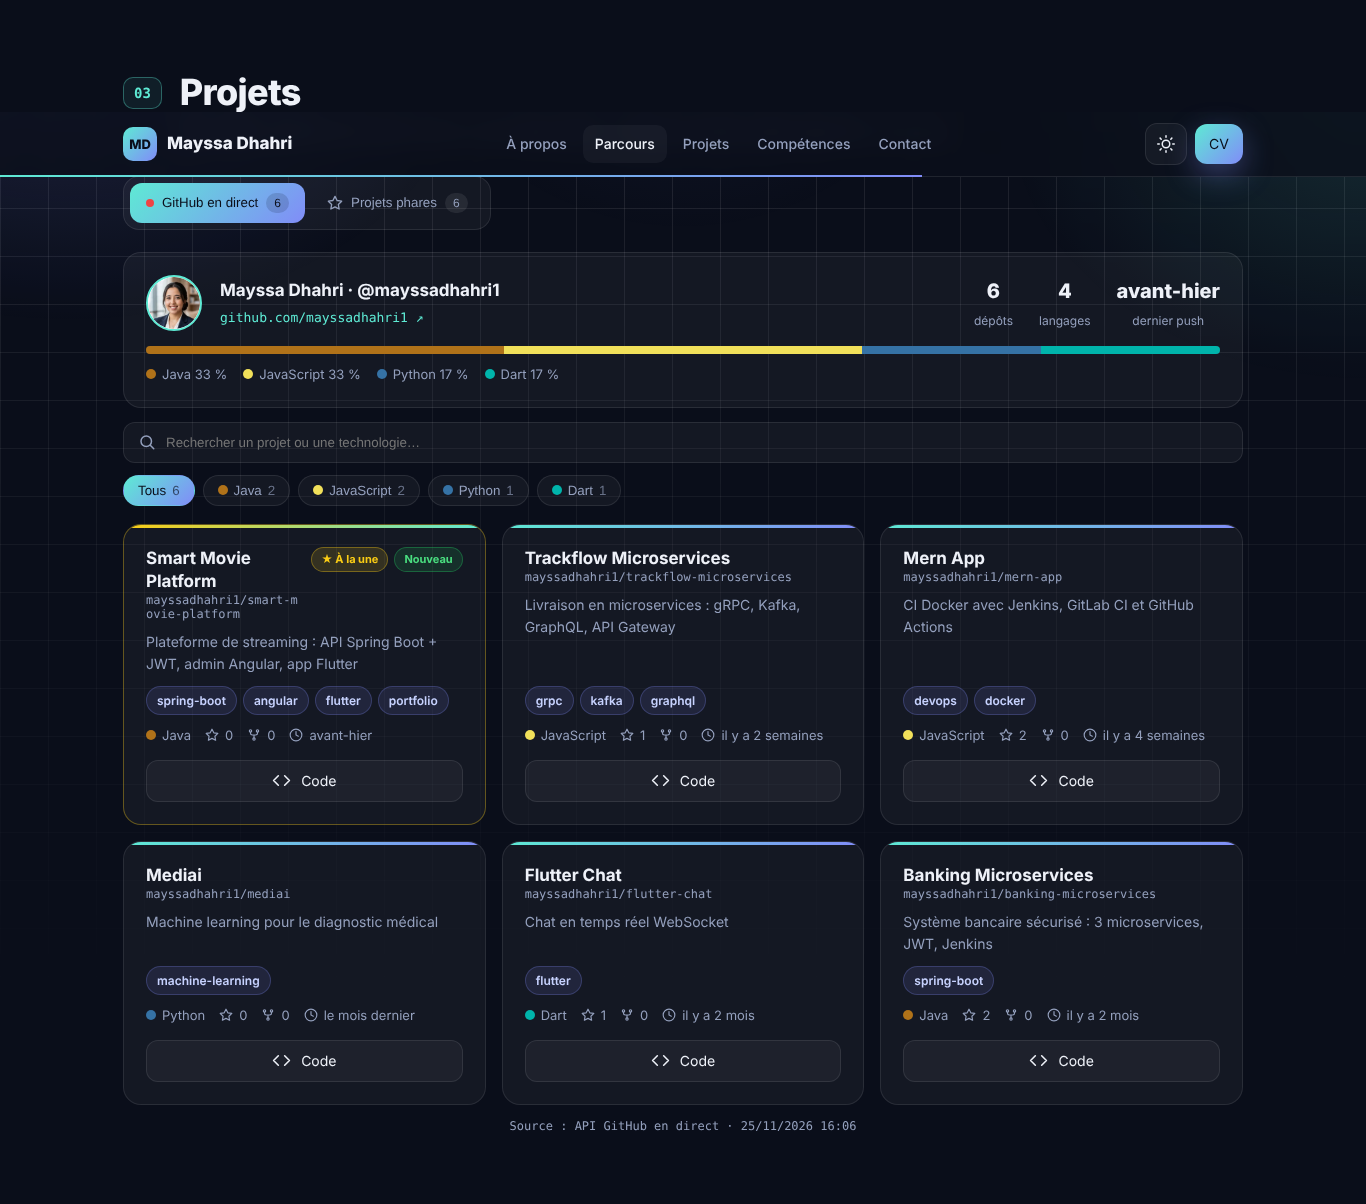 03 Projets
MD Mayssa Dhahri À propos Parcours Projets Compétences Contact CV
GitHub en direct 6 Projets phares 6
Mayssa Dhahri · @mayssadhahri1
github.com/mayssadhahri1 ↗
6 4 avant-hier
dépôts langages dernier push
Java 33 % JavaScript 33 % Python 17 % Dart 17 %
Rechercher un projet ou une technologie…
Tous 6 Java 2 JavaScript 2 Python 1 Dart 1
Smart Movie
Platform
★ À la une Nouveau
mayssadhahri1/smart-m
ovie-platform
Plateforme de streaming : API Spring Boot +
JWT, admin Angular, app Flutter
spring-boot angular flutter portfolio
Java 0 0 avant-hier
Code
Trackflow Microservices
mayssadhahri1/trackflow-microservices
Livraison en microservices : gRPC, Kafka,
GraphQL, API Gateway
grpc kafka graphql
JavaScript 1 0 il y a 2 semaines
Code
Mern App
mayssadhahri1/mern-app
CI Docker avec Jenkins, GitLab CI et GitHub
Actions
devops docker
JavaScript 2 0 il y a 4 semaines
Code
Mediai
mayssadhahri1/mediai
Machine learning pour le diagnostic médical
machine-learning
Python 0 0 le mois dernier
Code
Flutter Chat
mayssadhahri1/flutter-chat
Chat en temps réel WebSocket
flutter
Dart 1 0 il y a 2 mois
Code
Banking Microservices
mayssadhahri1/banking-microservices
Système bancaire sécurisé : 3 microservices,
JWT, Jenkins
spring-boot
Java 2 0 il y a 2 mois
Code
Source : API GitHub en direct · 25/11/2026 16:06